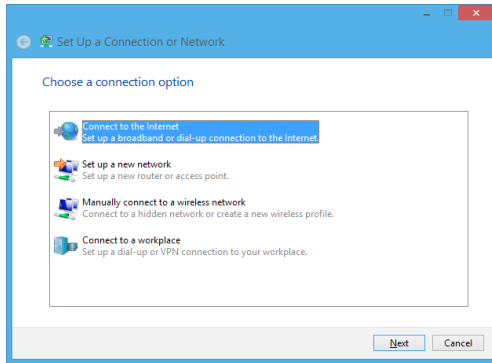 Set Up a Connection or Network
Choose a connection option
Connect to the Internet
Set up a broadband or dial-up connection to the Internet.
Set up a new network
Set up a new router or access point.
Manually connect to a wireless network
Connect to a hidden network or create a new wireless profile.
Connect to a workplace
Set up a dial-up or VPN connection to your workplace.
Next Cancel